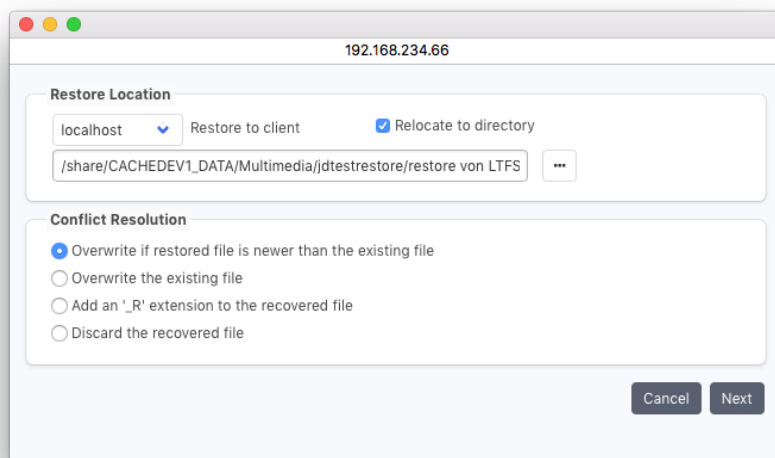 192.168.234.66
Restore Location
localhost Restore to client Relocate to directory
/share/CACHEDEV1_DATA/Multimedia/jdtestrestore/restore von LTFS ...
Conflict Resolution
Overwrite if restored file is newer than the existing file
Overwrite the existing file
Add an '_R' extension to the recovered file
Discard the recovered file
Cancel Next